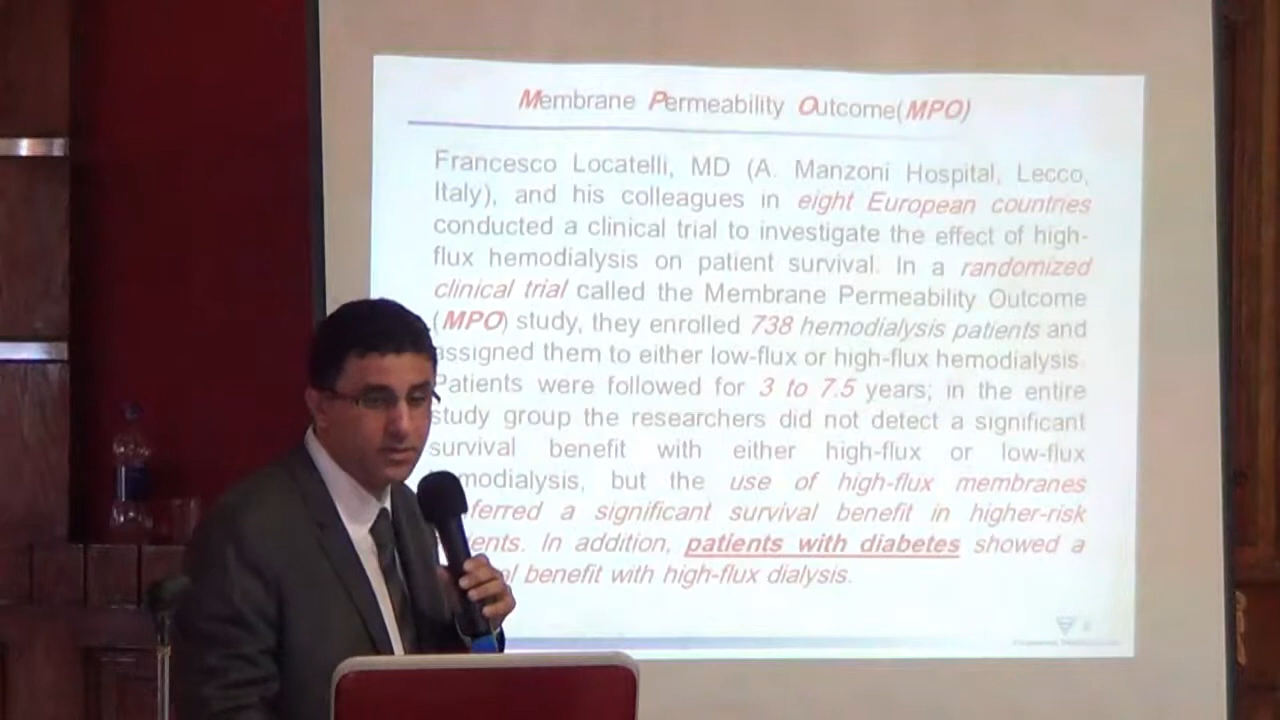 Membrane Permeability Outcome(MPO)
Francesco Locatelli, MD (A. Manzoni Hospital, Lecco,
Italy), and his colleagues in eight European countries
conducted a clinical trial to investigate the effect of high-
flux hemodialysis on patient survival. In a randomized
clinical trial called the Membrane Permeability Outcome
(MPO) study, they enrolled 738 hemodialysis patients and
assigned them to either low-flux or high-flux hemodialysis.
Patients were followed for 3 to 7.5 years; in the entire
study group the researchers did not detect a significant
survival benefit with either high-flux or low-flux
modialysis, but the use of high-flux membranes
ferred a significant survival benefit in higher-risk
ents. In addition, patients with diabetes showed a
benefit with high-flux dialysis.